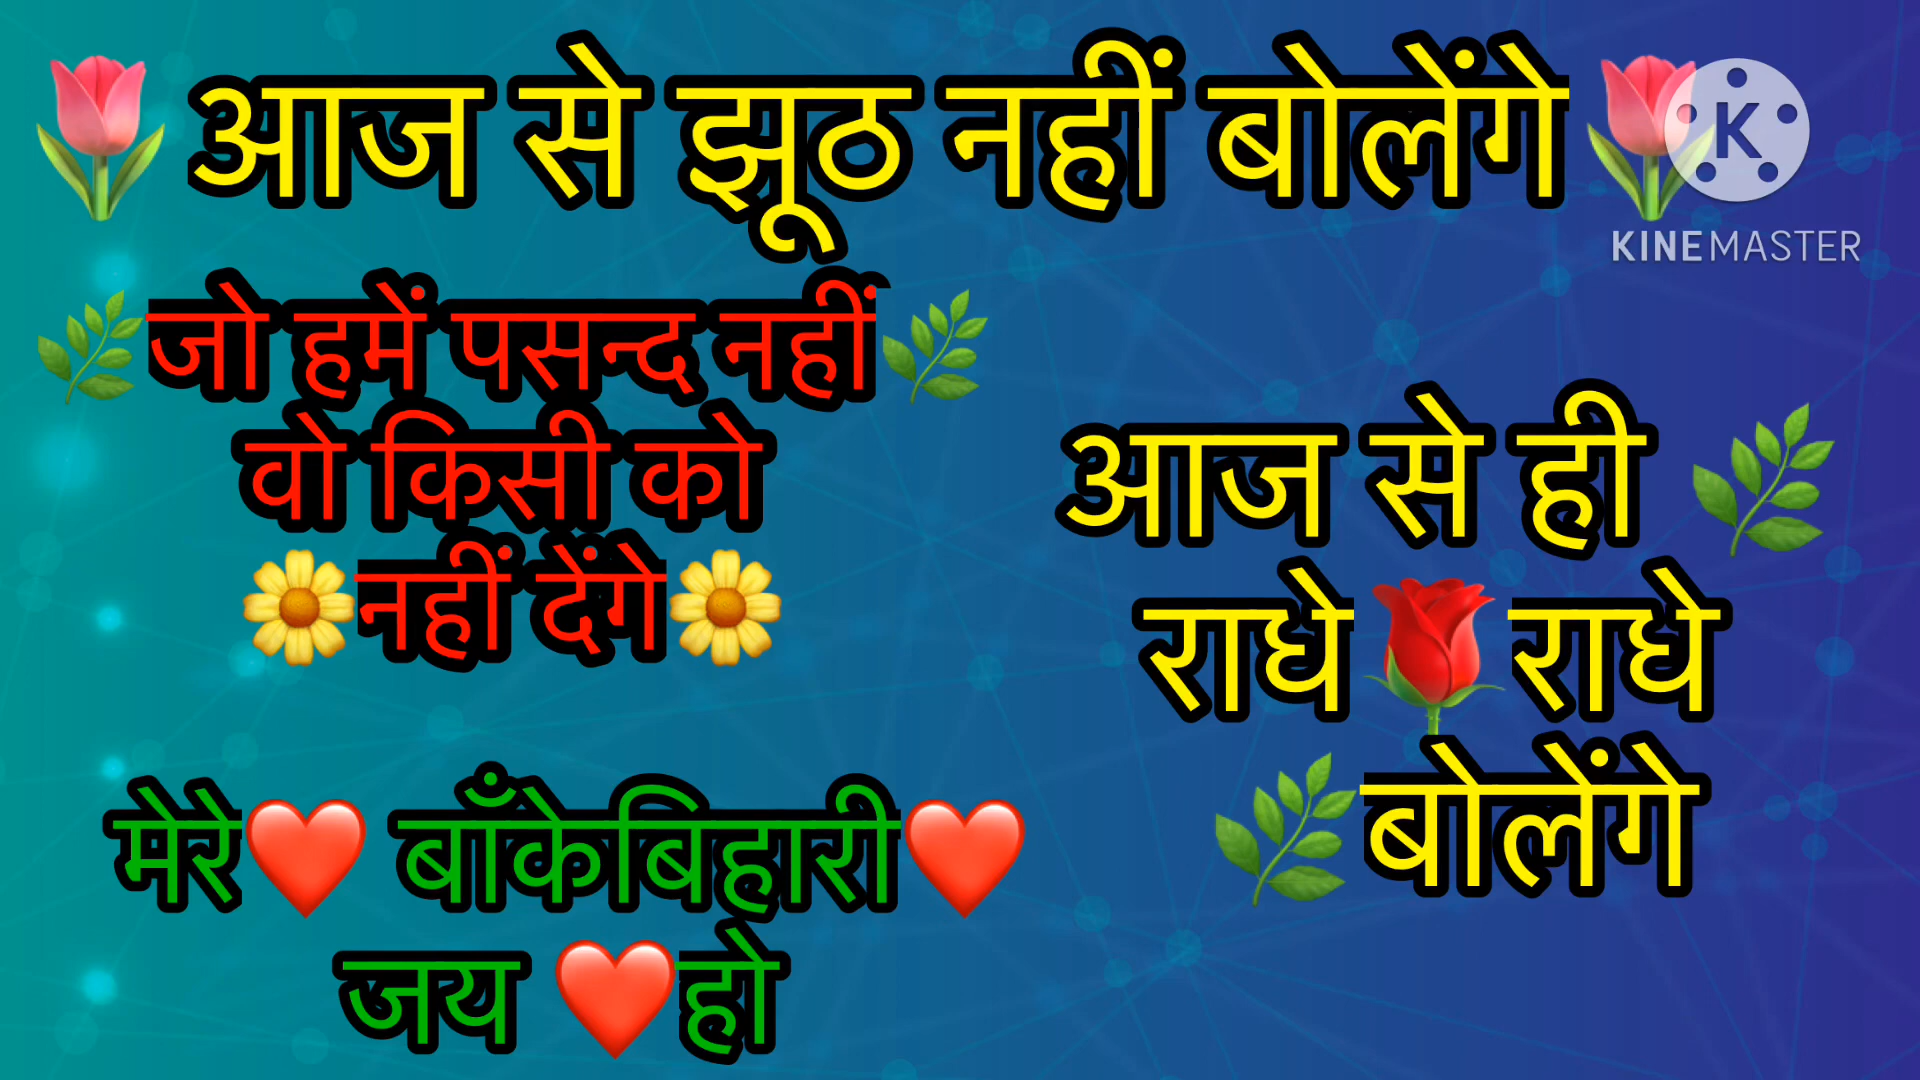 🌷 आज से झूठ नहीं बोलेंगे🌷
K
KINEMASTER
🌿जो हमें पसन्द नहीं🌿
वो किसी को
🌼नहीं देंगे🌼
आज से ही 🌿
राधे🌹राधे
🌿बोलेंगे
मेरे❤️ बाँकेबिहारी❤️
जय ❤️हो